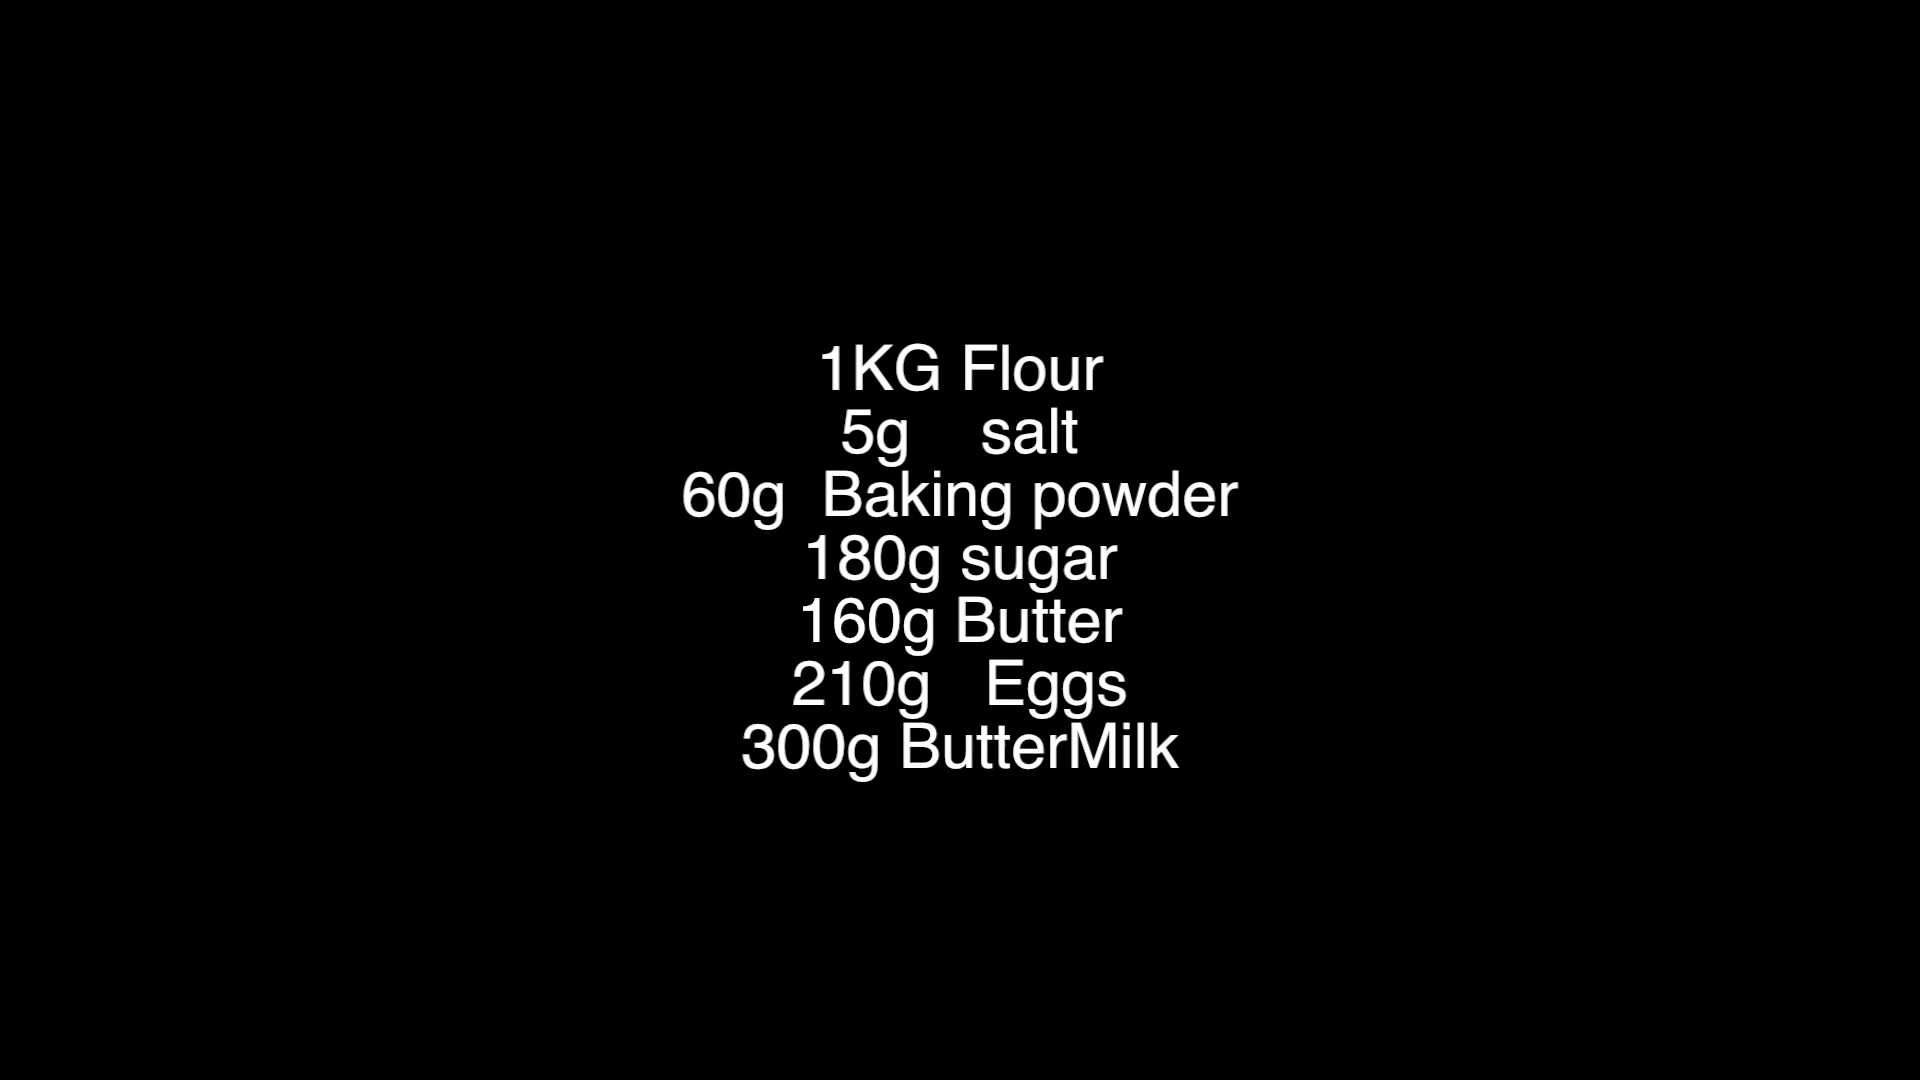 1KG Flour
5g    salt
60g  Baking powder
180g sugar
160g Butter
210g   Eggs
300g ButterMilk